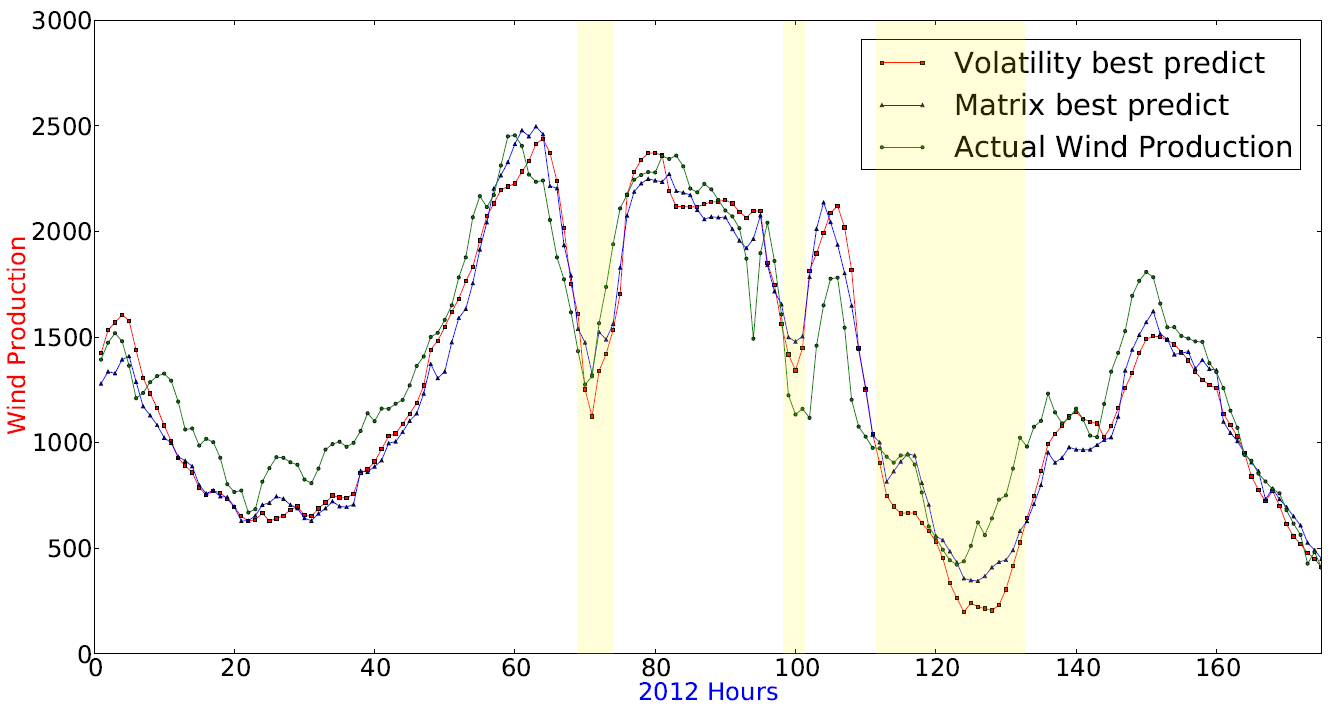 3000
2500
2000
1500
1000
500
0
Wind Production
Volatility best predict
Matrix best predict
Actual Wind Production
0 20 40 60 80 100 120 140 160
2012 Hours